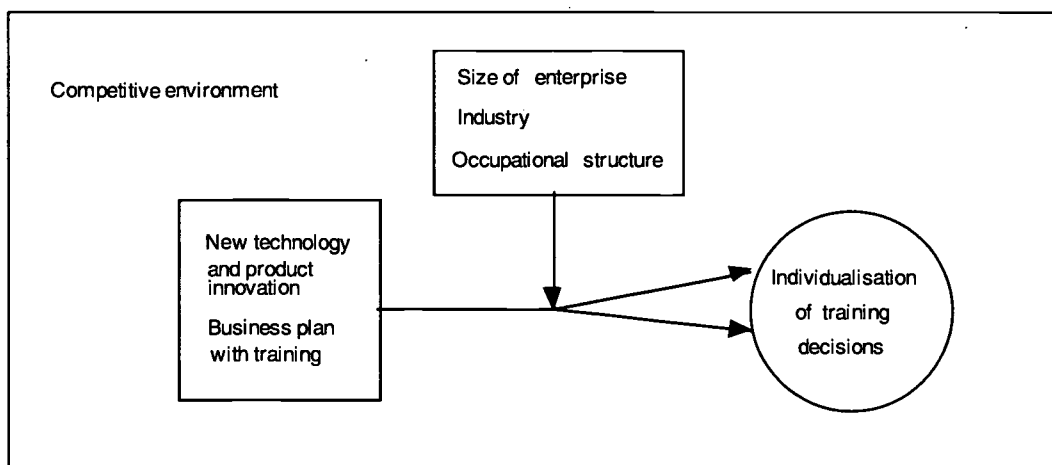 Competitive environment
Size of enterprise
Industry
Occupational structure
New technology
and product
innovation
Business plan
with training
Individualisation
of training
decisions